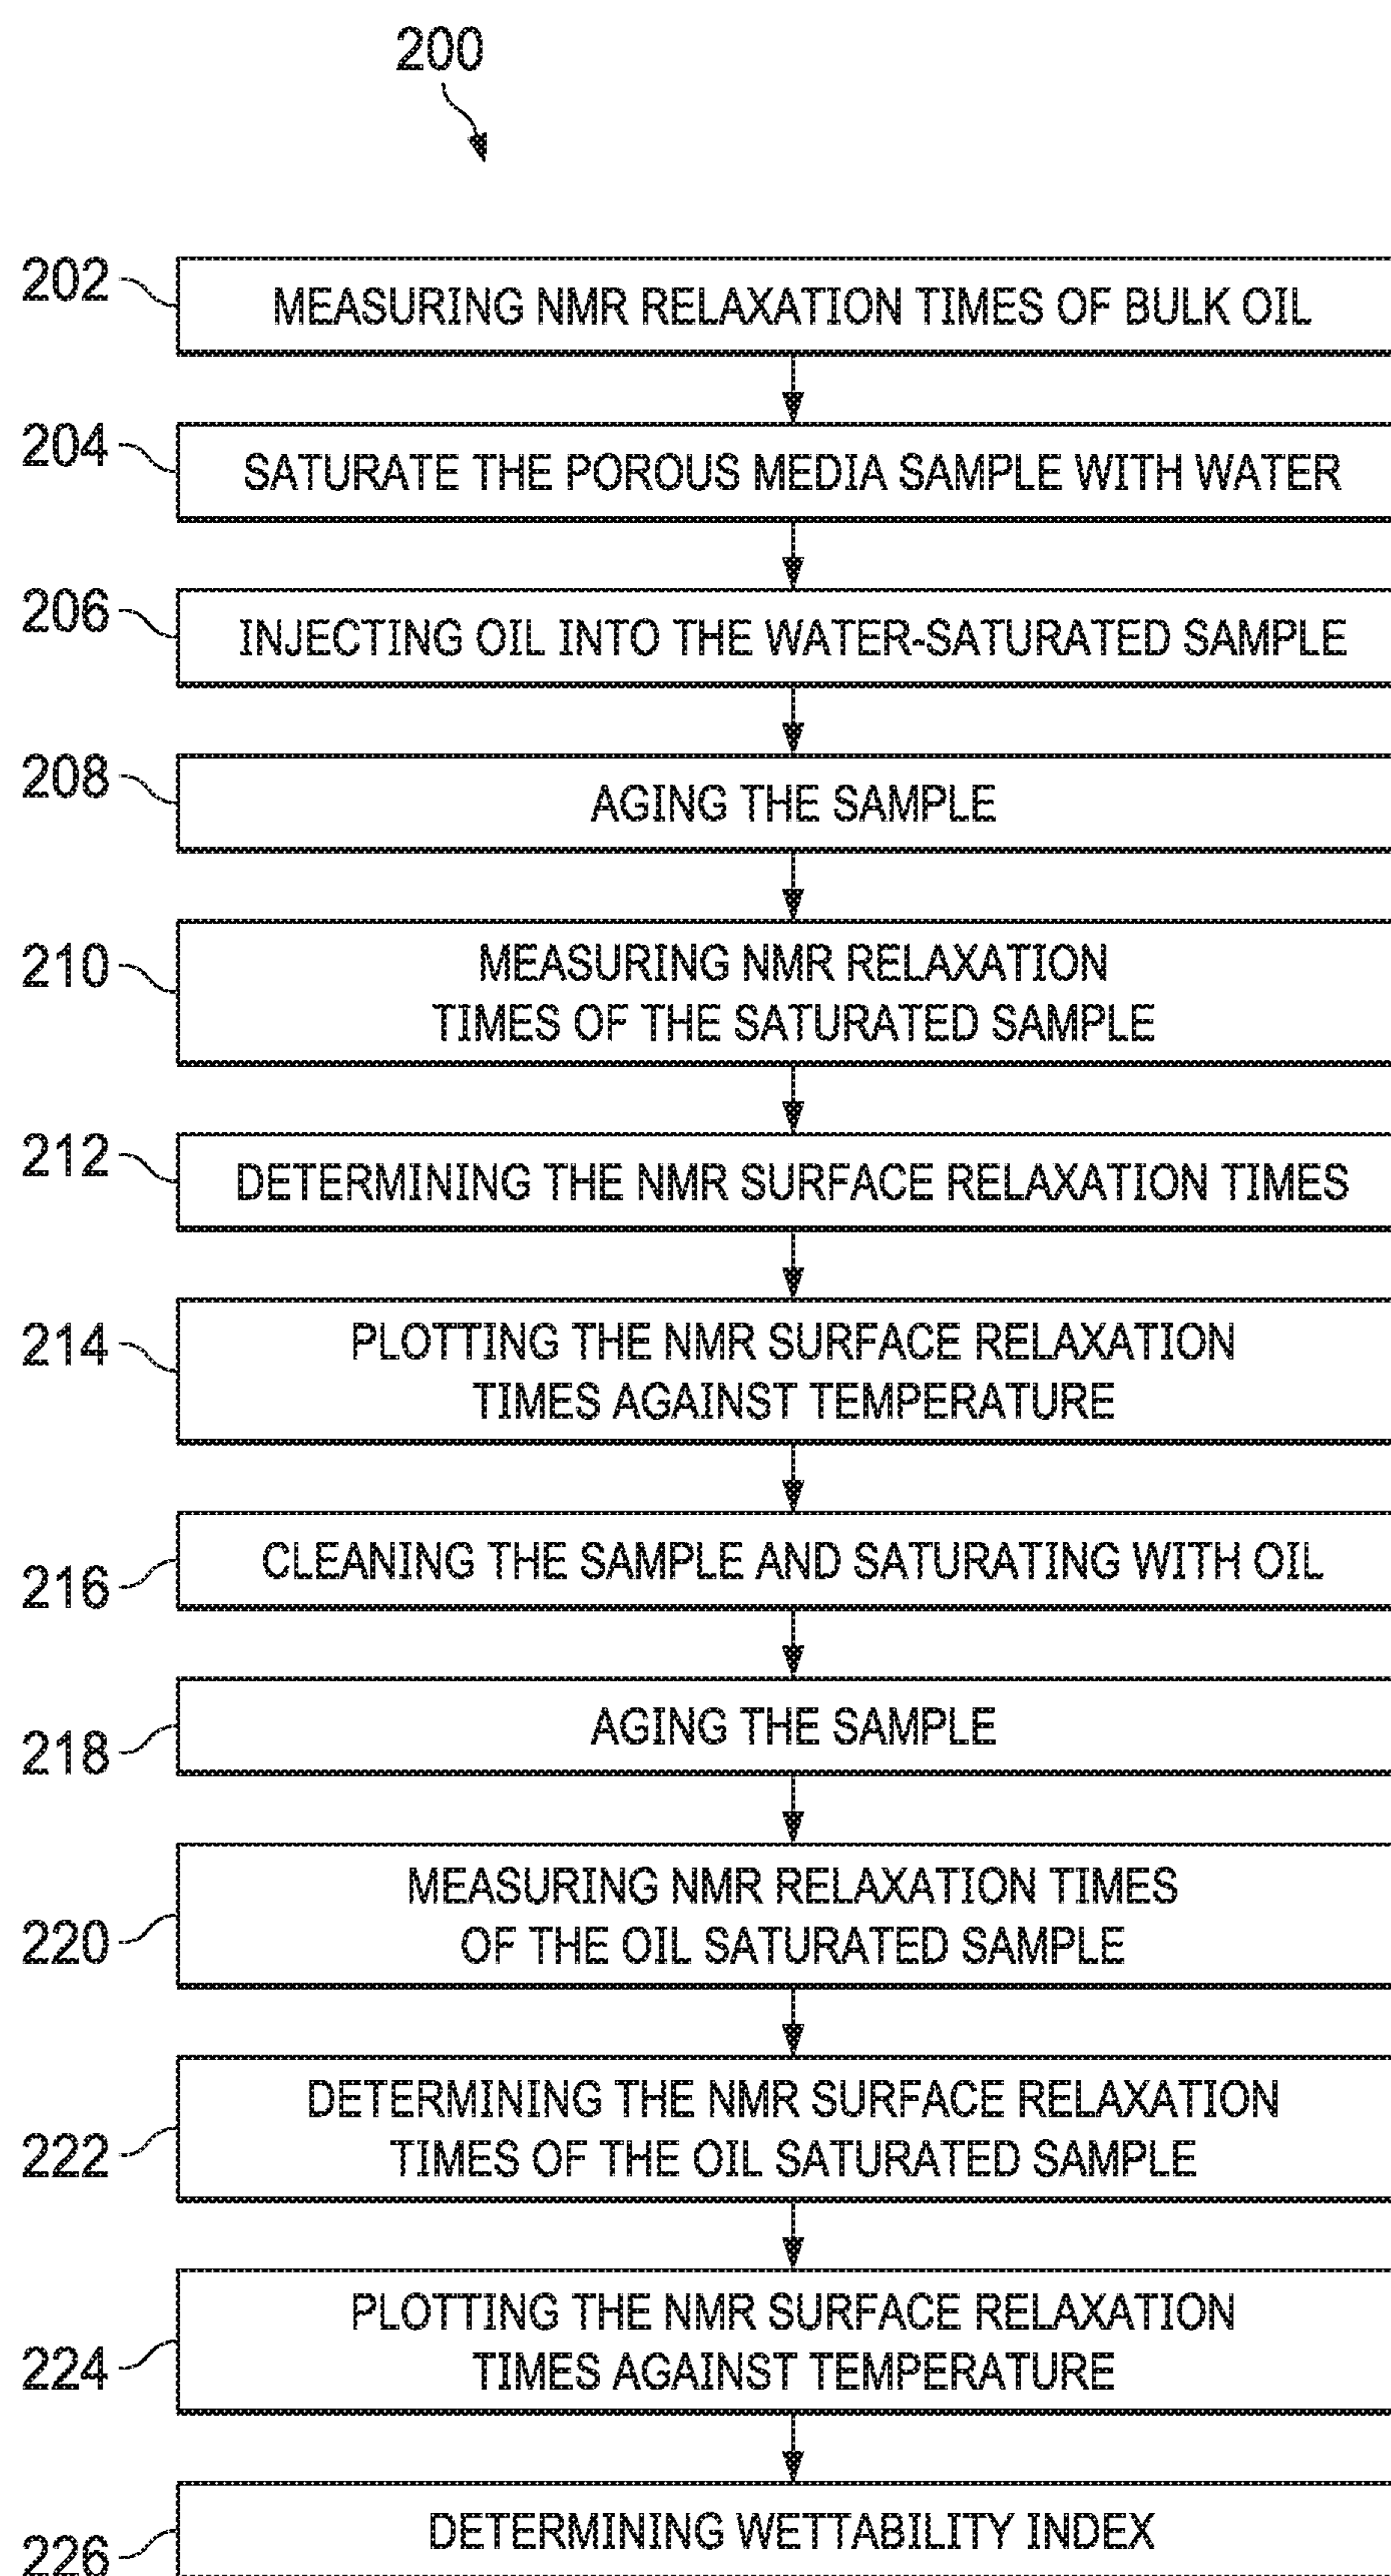 200
202
MEASURING NMR RELAXATION TIMES OF BULK OIL
204
SATURATE THE POROUS MEDIA SAMPLE WITH WATER
206
INJECTING OIL INTO THE WATER-SATURATED SAMPLE
208
AGING THE SAMPLE
210
MEASURING NMR RELAXATION
TIMES OF THE SATURATED SAMPLE
212
DETERMINING THE NMR SURFACE RELAXATION TIMES
214
PLOTTING THE NMR SURFACE RELAXATION
TIMES AGAINST TEMPERATURE
216
CLEANING THE SAMPLE AND SATURATING WITH OIL
218
AGING THE SAMPLE
220
MEASURING NMR RELAXATION TIMES
OF THE OIL SATURATED SAMPLE
222
DETERMINING THE NMR SURFACE RELAXATION
TIMES OF THE OIL SATURATED SAMPLE
224
PLOTTING THE NMR SURFACE RELAXATION
TIMES AGAINST TEMPERATURE
226
DETERMINING WETTABILITY INDEX